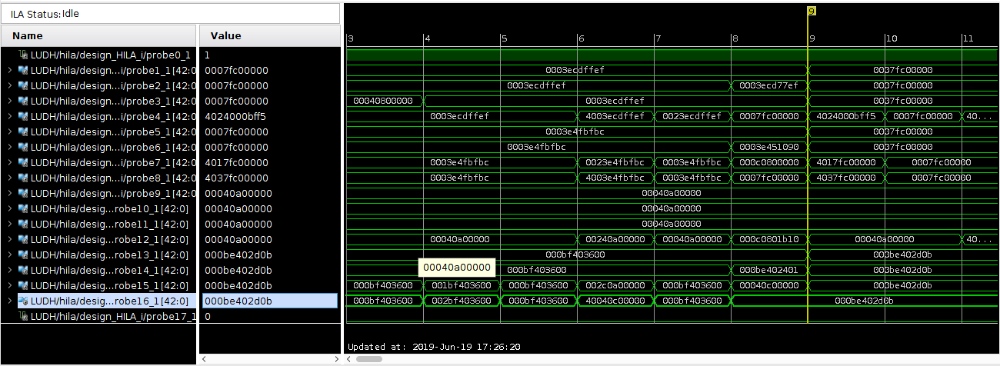 ILA Status: Idle
Name Value 3 4 5 6 7 8 9 9 10 11
LUDH/hila/design_HILA_i/probe0_1 1
LUDH/hila/design...i/probe1_1[42:0 0007fc00000 0003ecdffef 0007fc00000
LUDH/hila/design...i/probe2_1[42:0 0007fc00000 0003ecdffef 0003ecd77ef 0007fc00000
LUDH/hila/design...i/probe3_1[42:0 0007fc00000 00040800000 0003ecdffef 0007fc00000
LUDH/hila/design...i/probe4_1[42:0 4024000bff5 0003ecdffef 4003ecdffef 0023ecdffef 0007fc00000 4024000bff5 0007fc00000 40...
LUDH/hila/design...i/probe5_1[42:0 0007fc00000 0003e4fbfbc 0007fc00000
LUDH/hila/design...i/probe6_1[42:0 0007fc00000 0003e4fbfbc 0003e451090 0007fc00000
LUDH/hila/design...i/probe7_1[42:0 4017fc00000 0003e4fbfbc 0023e4fbfbc 0003e4fbfbc 000c0800000 4017fc00000 0007fc00000
LUDH/hila/design...i/probe8_1[42:0 4037fc00000 0003e4fbfbc 4003e4fbfbc 0003e4fbfbc 0007fc00000 4037fc00000 0007fc00000
LUDH/hila/design...i/probe9_1[42:0 00040a00000 00040a00000
LUDH/hila/desig...robe10_1[42:0] 00040a00000 00040a00000
LUDH/hila/desig...robe11_1[42:0] 00040a00000 00040a00000
LUDH/hila/desig...robe12_1[42:0] 00040a00000 00040a00000 00240a00000 00040a00000 000c0801b10 00040a00000 40...
LUDH/hila/desig...robe13_1[42:0] 000be402d0b 000bf403600 000be402d0b
LUDH/hila/desig...robe14_1[42:0] 000be402d0b 00040a00000 000bf403600 000be402401 000be402d0b
LUDH/hila/desig...robe15_1[42:0] 000be402d0b 000bf403600 001bf403600 000bf403600 002c0a00000 000bf403600 00040c00000 000be402d0b
LUDH/hila/desig...robe16_1[42:0] 000be402d0b 000bf403600 002bf403600 000bf403600 40040c00000 000bf403600 000be402d0b
LUDH/hila/design_HILA_i/probe17_1 0
Updated at: 2019-Jun-19 17:26:20